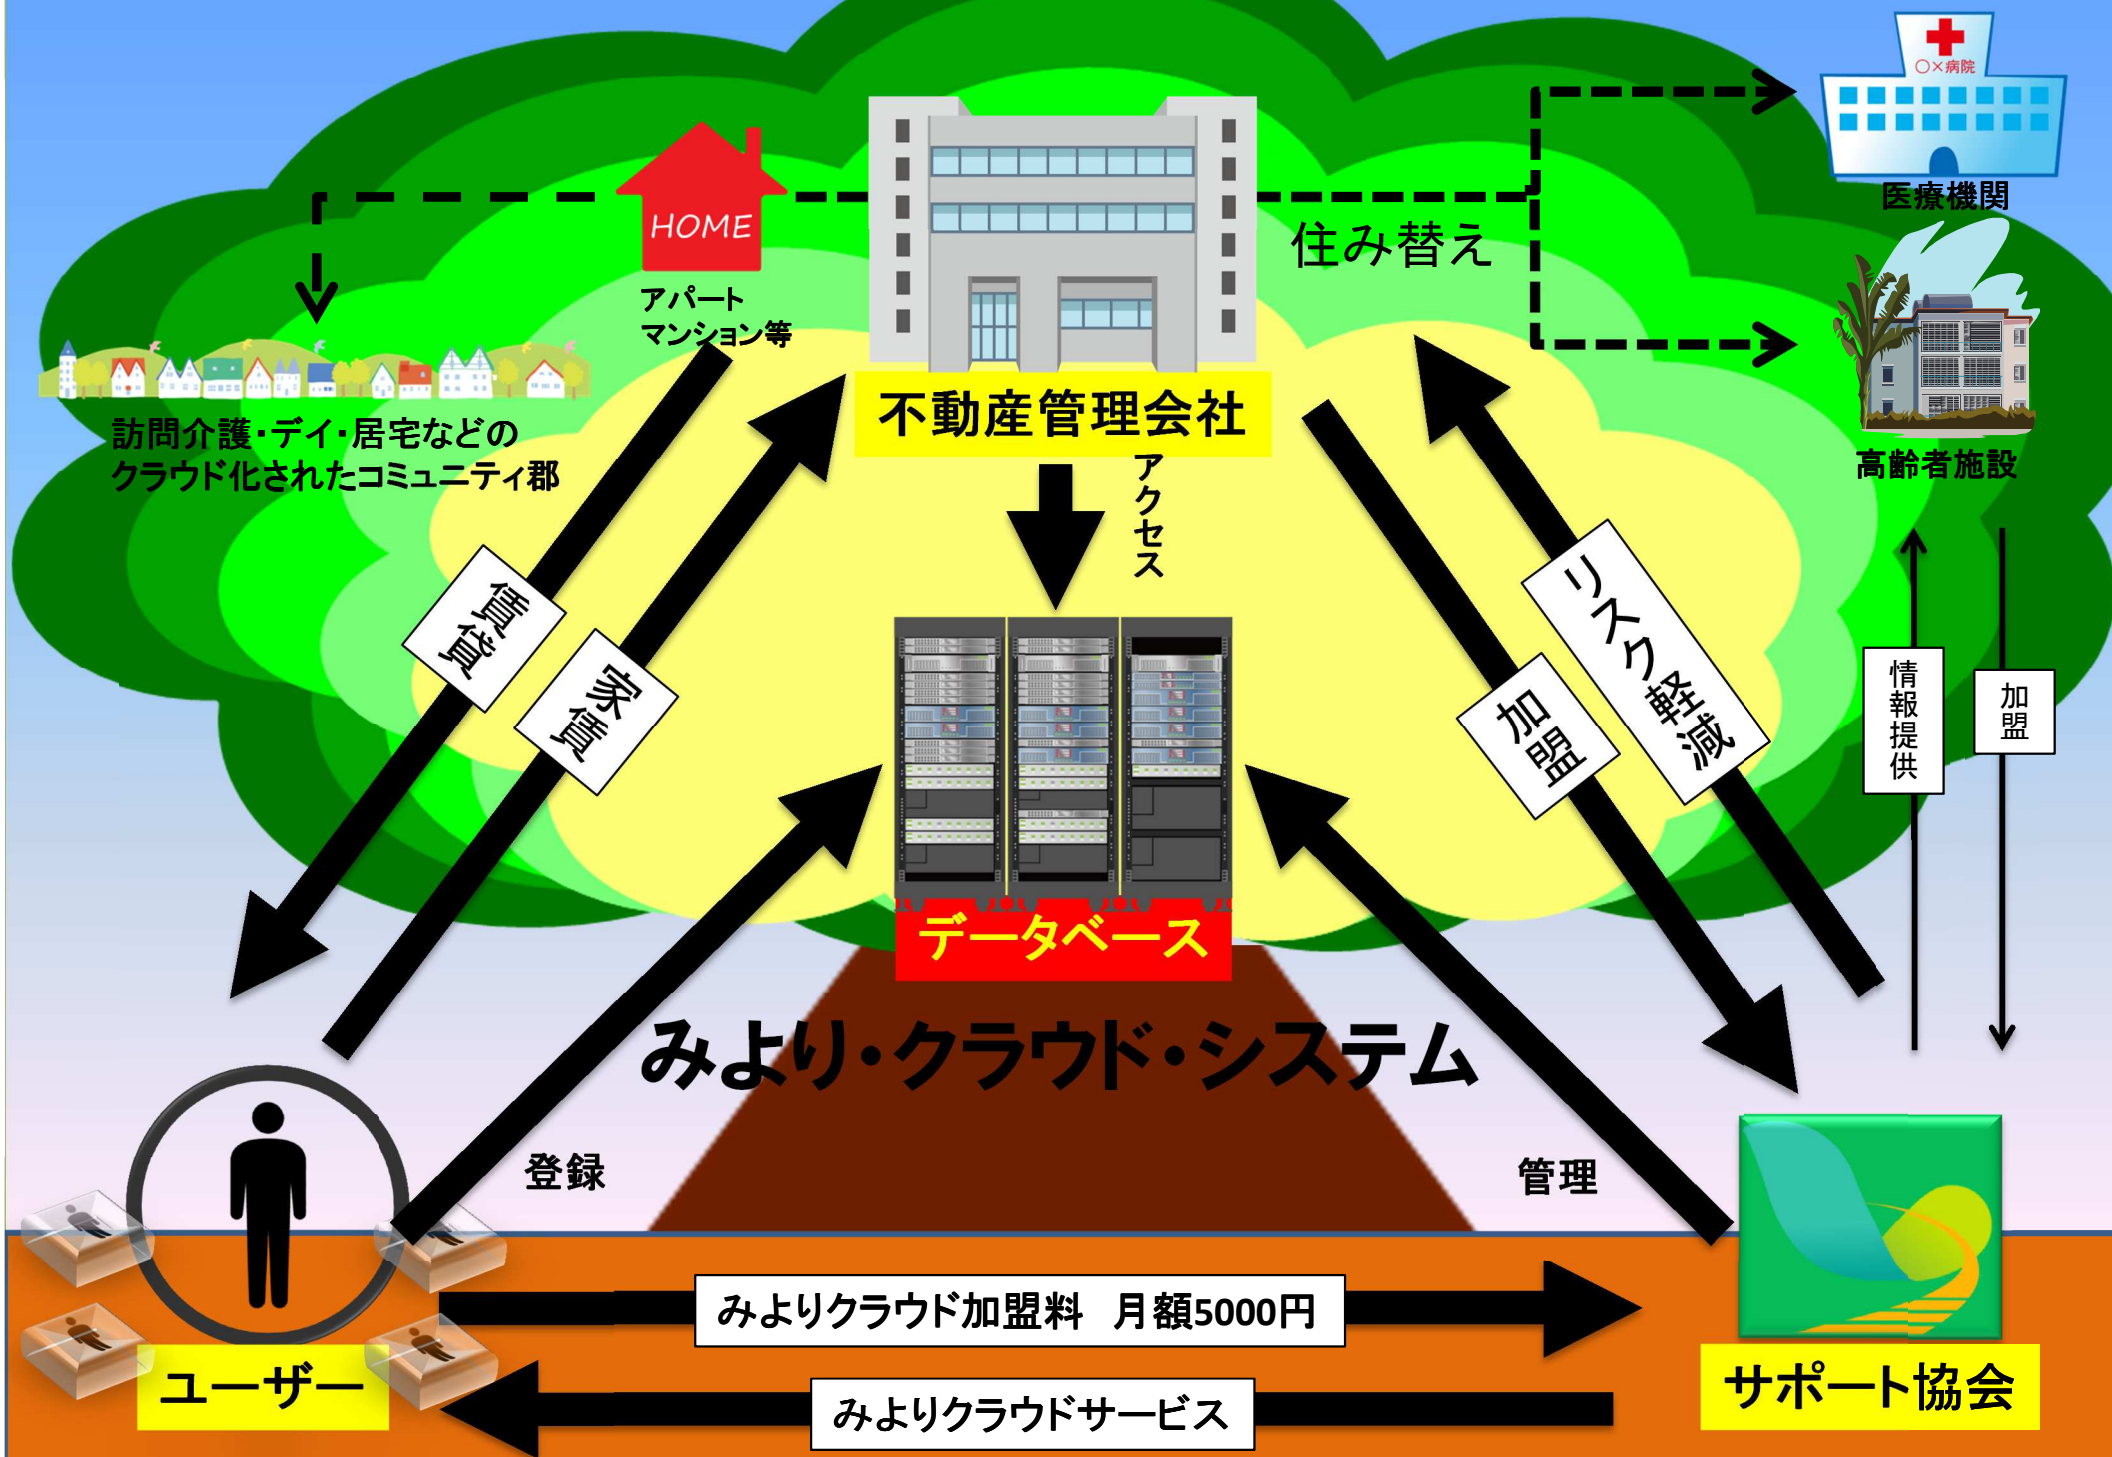 〇×病院
医療機関
HOME
住み替え
アパート
マンション等
不動産管理会社
訪問介護・デイ・居宅などの
クラウド化されたコミュニティ郡
高齢者施設
アクセス
賃貸
家賃
リスク軽減
加盟
情報提供
加盟
データベース
みより・クラウド・システム
登録
管理
みよりクラウド加盟料　月額5000円
ユーザー
みよりクラウドサービス
サポート協会